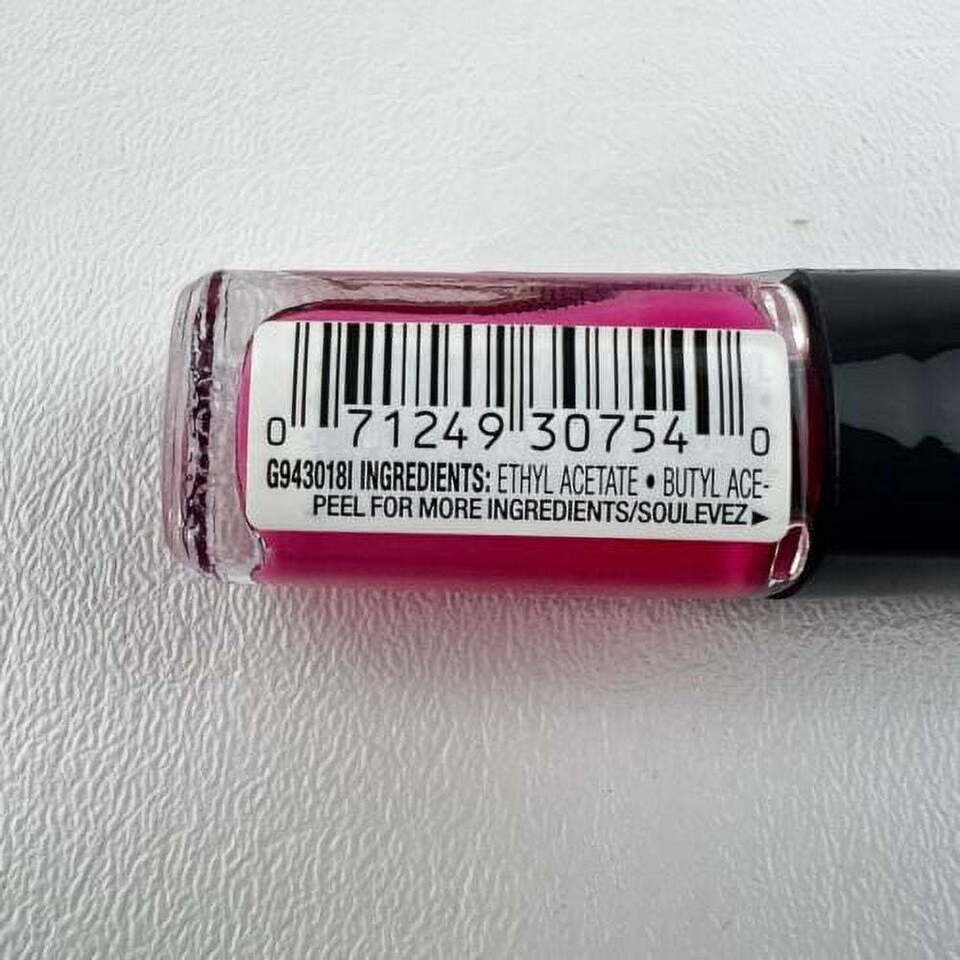 0 71249 30754 0
G943018I INGREDIENTS: ETHYL ACETATE • BUTYL ACE-
PEEL FOR MORE INGREDIENTS/SOULEVEZ ►